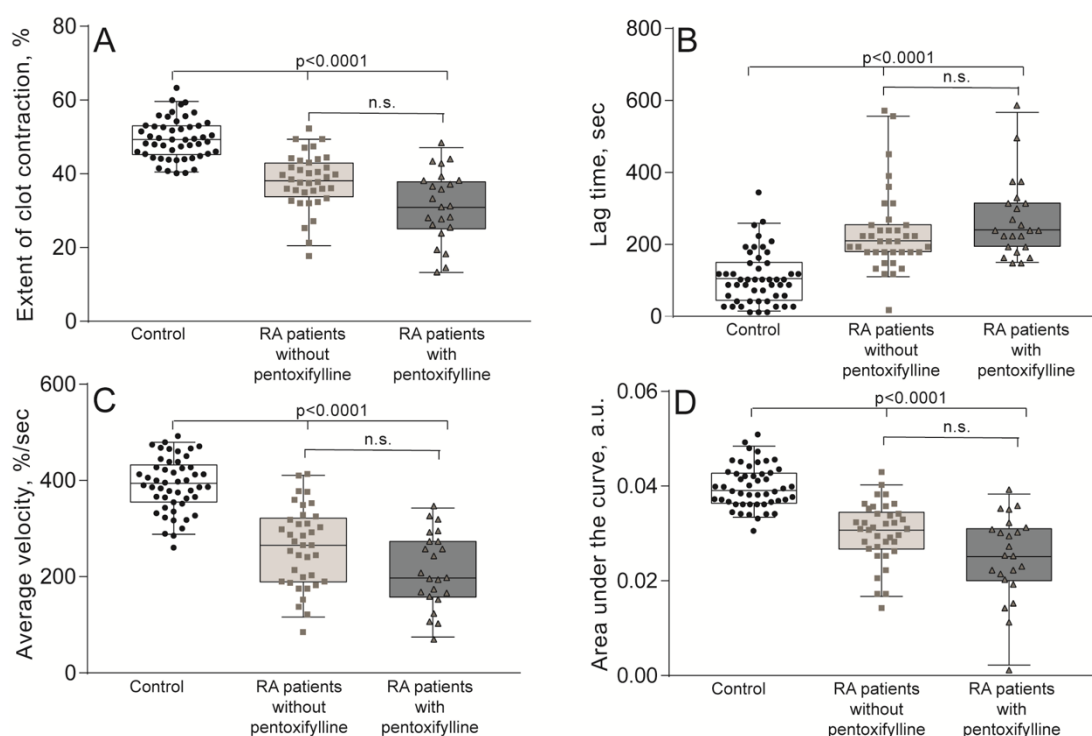 A
Extent of clot contraction, %
80
60
40
20
0
p<0.0001
n.s.
Control
RA patients
without
pentoxifylline
RA patients
with
pentoxifylline
B
Lag time, sec
800
600
400
200
0
p<0.0001
n.s.
Control
RA patients
without
pentoxifylline
RA patients
with
pentoxifylline
C
Average velocity, %/sec
600
400
200
0
p<0.0001
n.s.
Control
RA patients
without
pentoxifylline
RA patients
with
pentoxifylline
D
Area under the curve, a.u.
0.06
0.04
0.02
0.00
p<0.0001
n.s.
Control
RA patients
without
pentoxifylline
RA patients
with
pentoxifylline